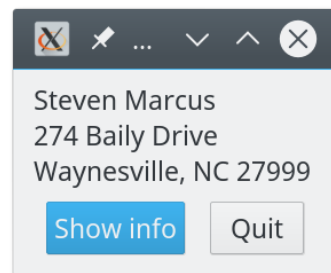 ...
Steven Marcus
274 Baily Drive
Waynesville, NC 27999
Show info Quit